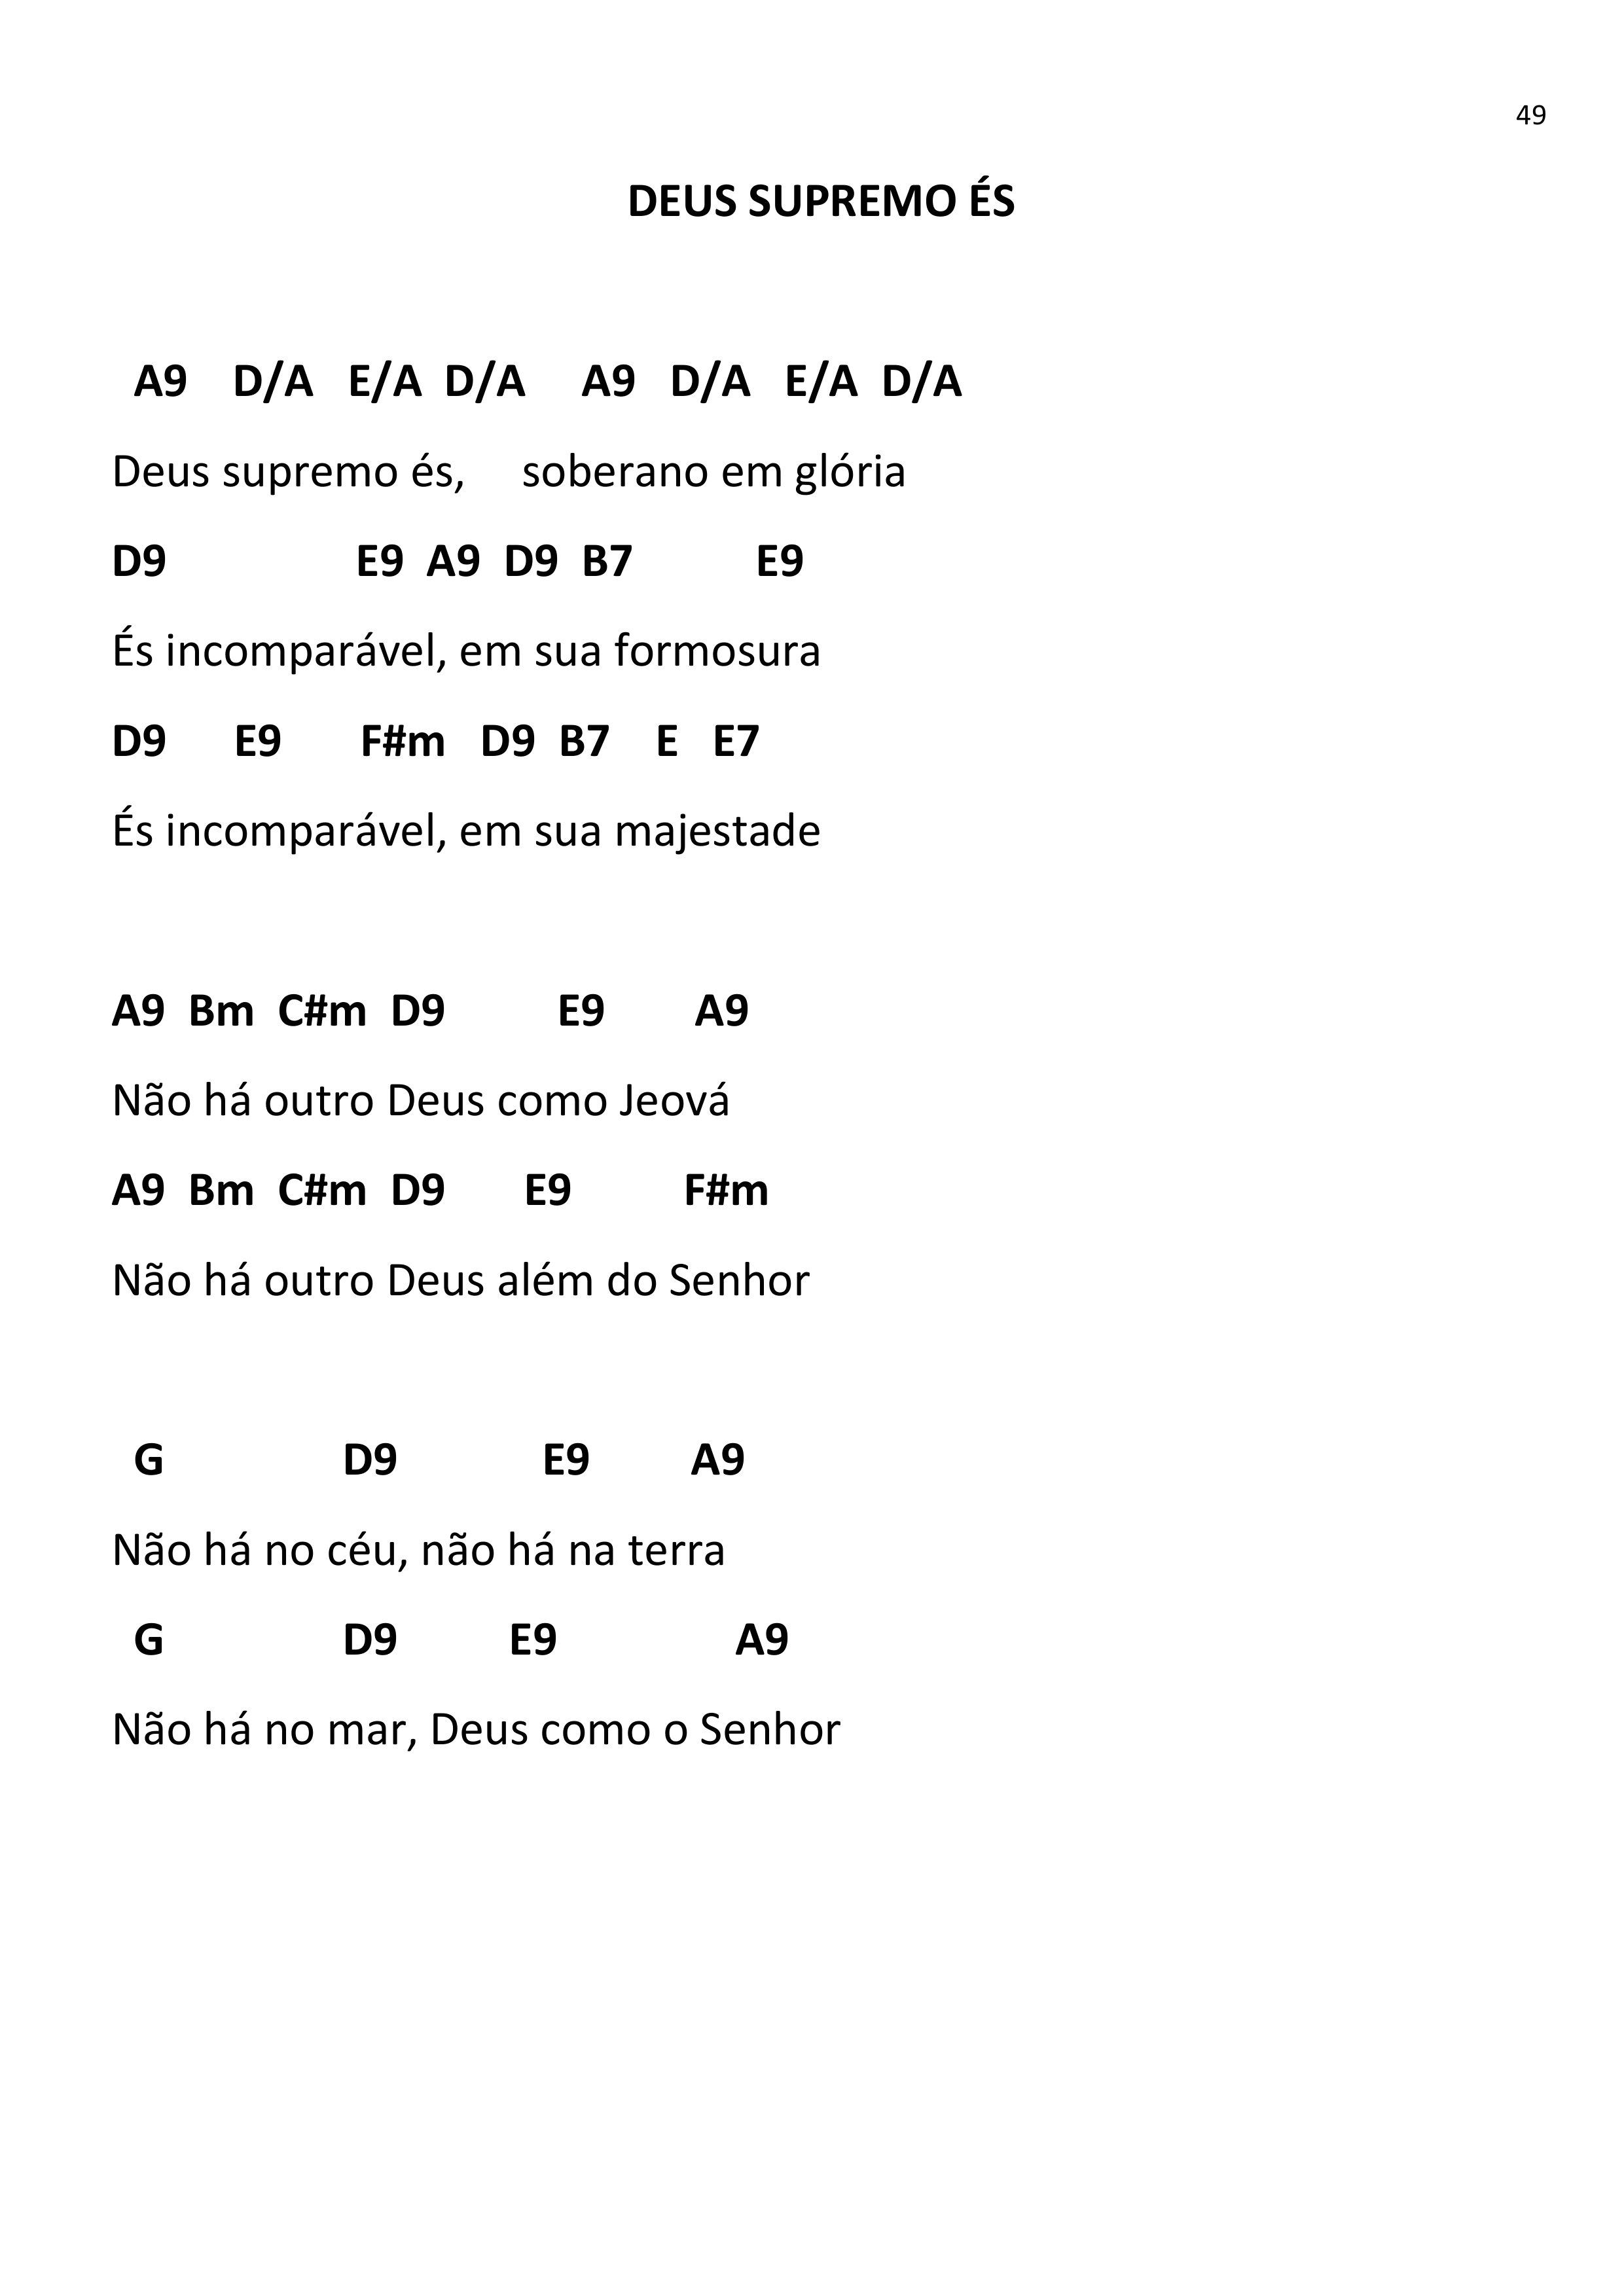 49
DEUS SUPREMO ÉS
A9 D/A E/A D/A A9 D/A E/A D/A
Deus supremo és, soberano em glória
D9 E9 A9 D9 B7 E9
És incomparável, em sua formosura
D9 E9 F#m D9 B7 E E7
És incomparável, em sua majestade
A9 Bm C#m D9 E9 A9
Não há outro Deus como Jeová
A9 Bm C#m D9 E9 F#m
Não há outro Deus além do Senhor
G D9 E9 A9
Não há no céu, não há na terra
G D9 E9 A9
Não há no mar, Deus como o Senhor